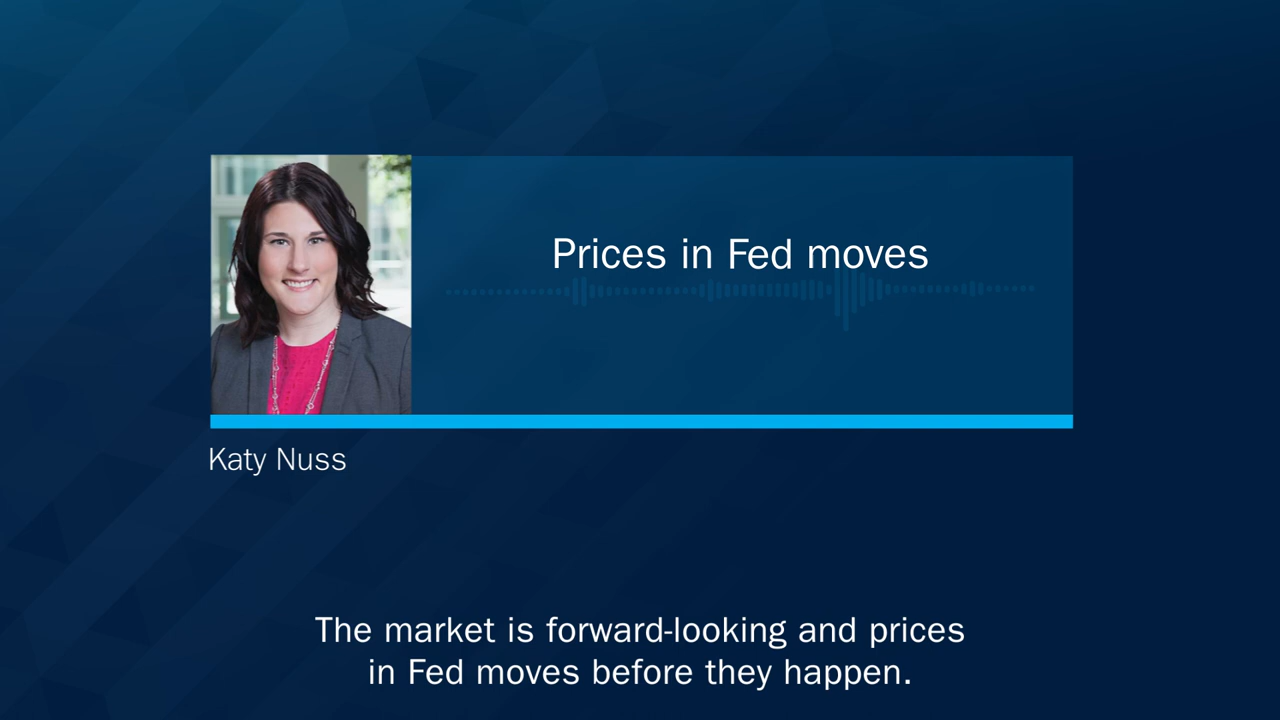 Prices in Fed moves
Katy Nuss
The market is forward-looking and prices
in Fed moves before they happen.